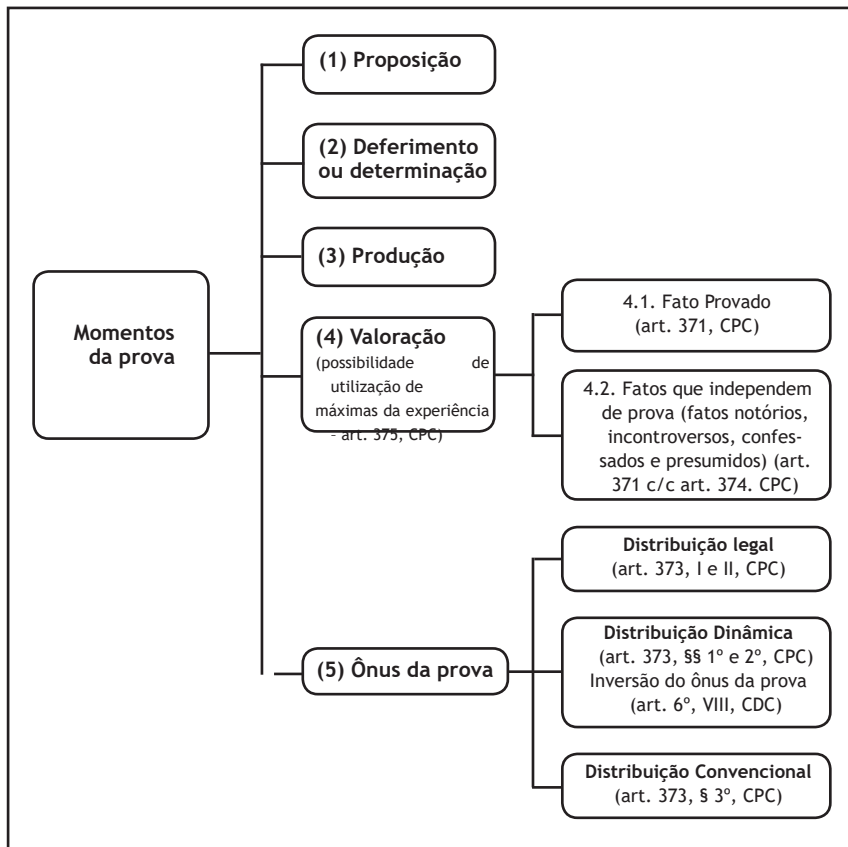 Momentos
da prova
(1) Proposição
(2) Deferimento
ou determinação
(3) Produção
(4) Valoração
(possibilidade de
utilização de
máximas da experiência
– art. 375, CPC)
4.1. Fato Provado
(art. 371, CPC)
4.2. Fatos que independem
de prova (fatos notórios,
incontroversos, confes-
sados e presumidos) (art.
371 c/c art. 374. CPC)
(5) Ônus da prova
Distribuição legal
(art. 373, I e II, CPC)
Distribuição Dinâmica
(art. 373, §§ 1º e 2º, CPC)
Inversão do ônus da prova
(art. 6º, VIII, CDC)
Distribuição Convencional
(art. 373, § 3º, CPC)